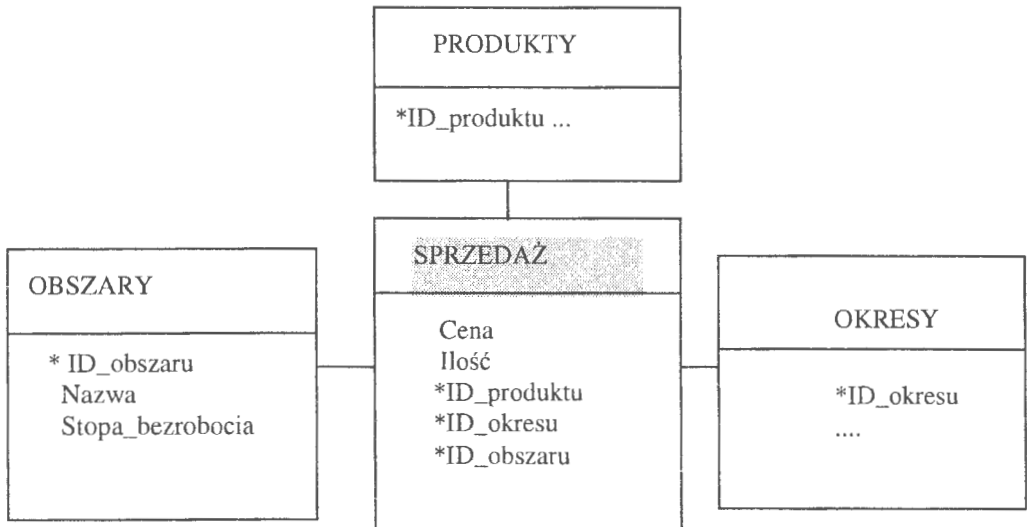 PRODUKTY
*ID_produktu ...
OBSZARY
* ID_obszaru
Nazwa
Stopa_bezrobocia
SPRZEDAŻ
Cena
Ilość
*ID_produktu
*ID_okresu
*ID_obszaru
OKRESY
*ID_okresu
....